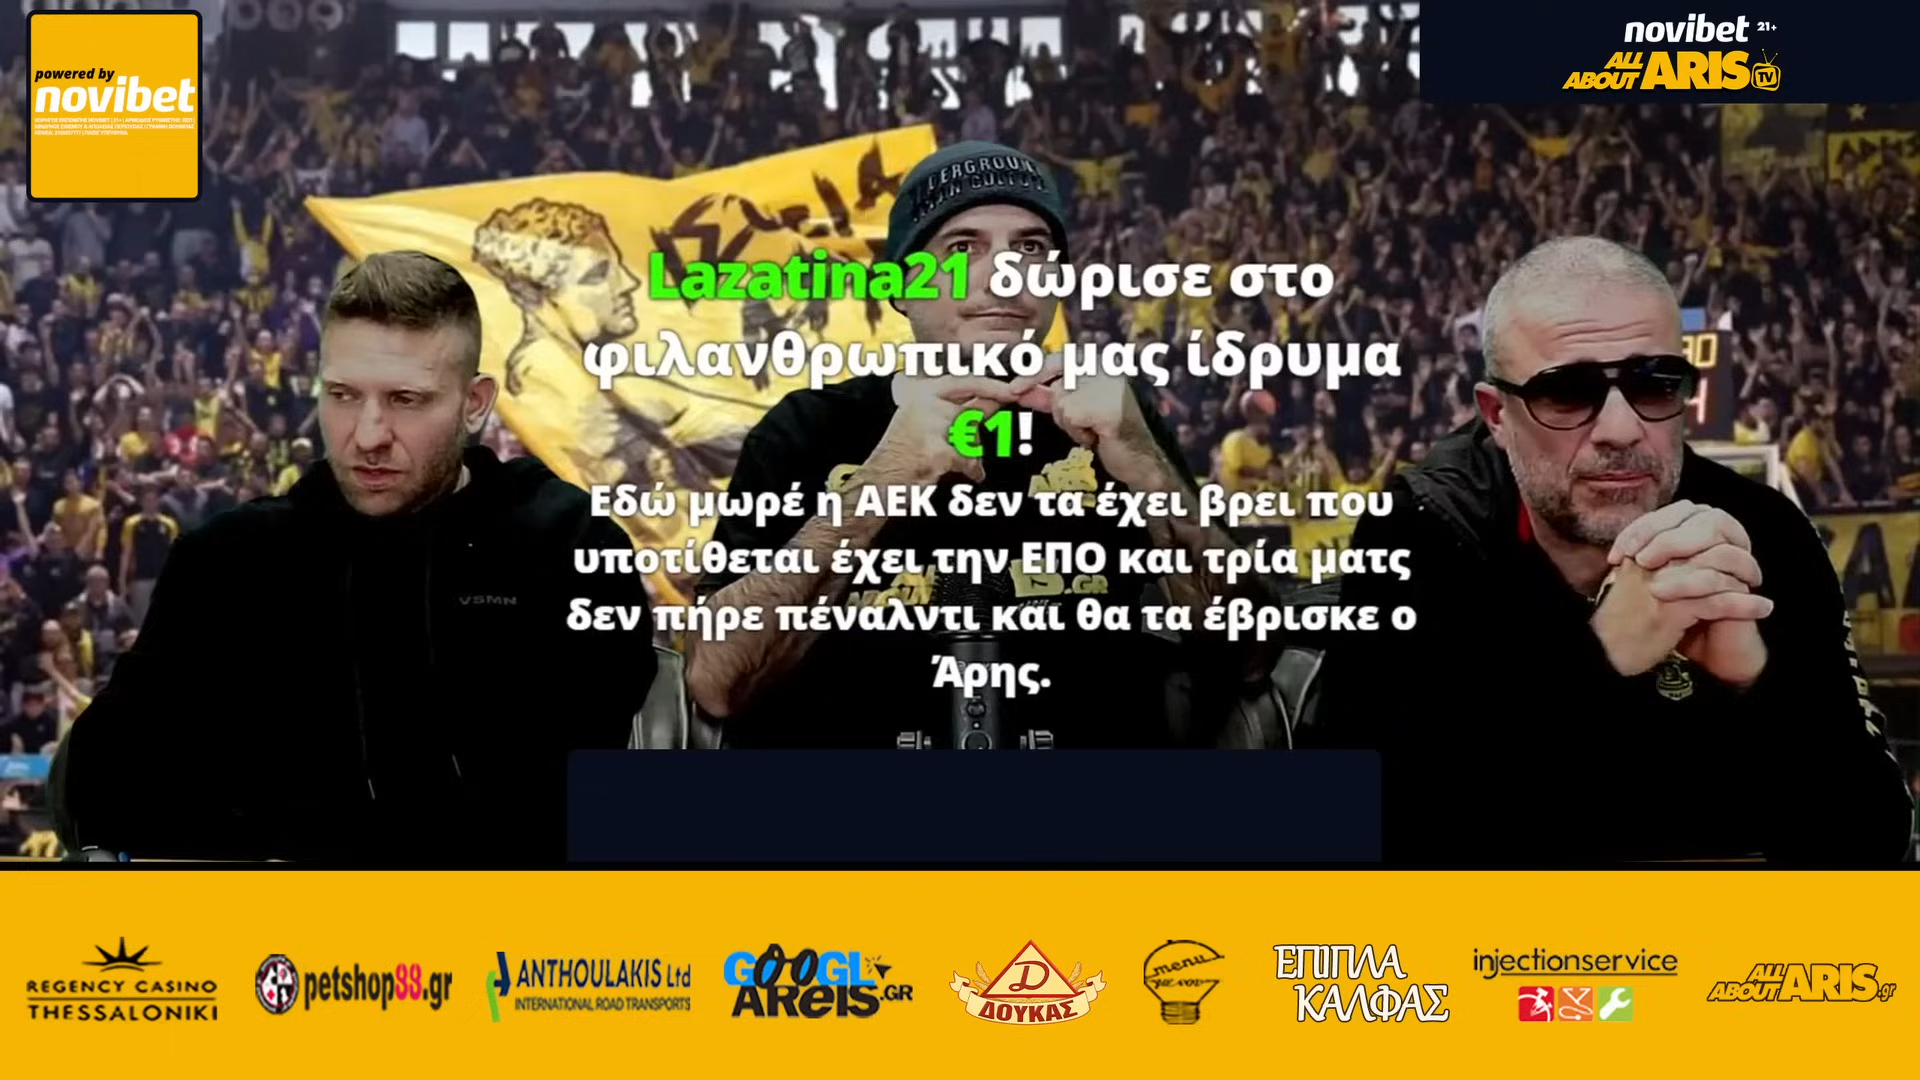 powered by
novibet
novibet 21+
ALL ABOUT ARIS TV
UNDERGROUND
Lazatina21 δώρισε στο
φιλανθρωπικό μας ίδρυμα
€1!
Εδώ μωρέ η ΑΕΚ δεν τα έχει βρει που
υποτίθεται έχει την ΕΠΟ και τρία ματς
δεν πήρε πέναλντι και θα τα έβρισκε ο
Άρης.
VSMN
REGENCY CASINO
THESSALONIKI
petshop88.gr
ANTHOULAKIS Ltd
INTERNATIONAL ROAD TRANSPORTS
GOOGL
AREIS.GR
Δ
ΔΟΥΚΑΣ
menu
ΕΠΙΠΛΑ
ΚΑΛΦΑΣ
injectionservice
ALL ABOUT ARIS.gr